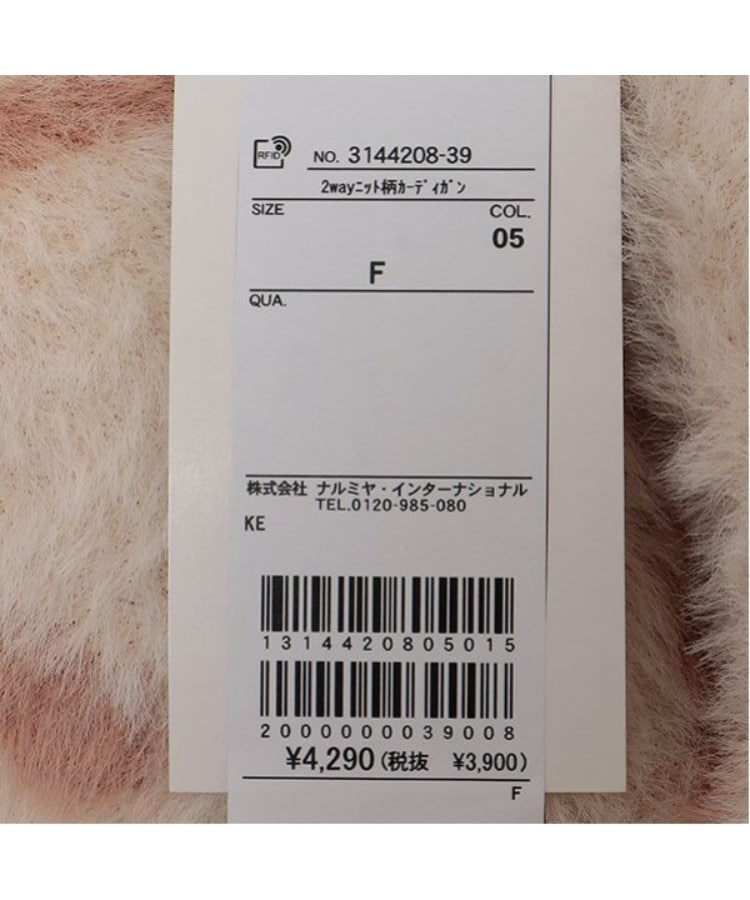 RFID NO. 3144208-39
2wayニット柄カーディガン
SIZE COL.
05
F
QUA.
株式会社 ナルミヤ・インターナショナル
TEL.0120-985-080
KE
1314420805015
2000000039008
¥4,290(税抜 ¥3,900)
F